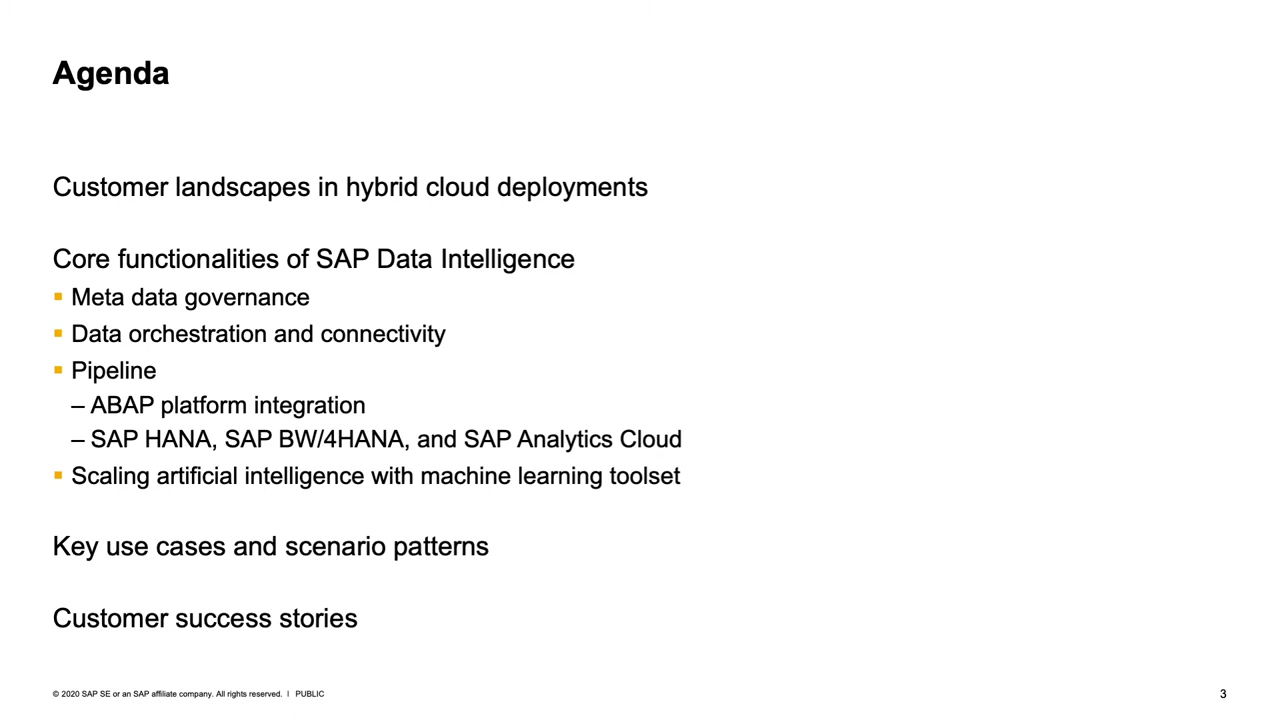 Agenda
Customer landscapes in hybrid cloud deployments
Core functionalities of SAP Data Intelligence
▪ Meta data governance
▪ Data orchestration and connectivity
▪ Pipeline
– ABAP platform integration
– SAP HANA, SAP BW/4HANA, and SAP Analytics Cloud
▪ Scaling artificial intelligence with machine learning toolset
Key use cases and scenario patterns
Customer success stories
© 2020 SAP SE or an SAP affiliate company. All rights reserved. | PUBLIC
3